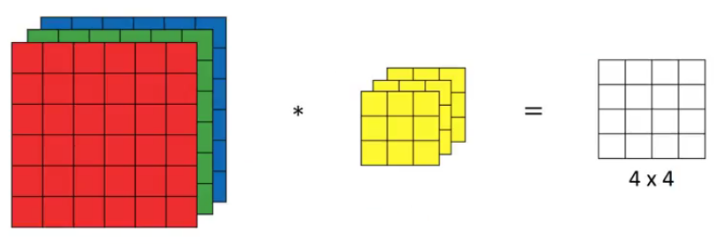 * =
4 x 4